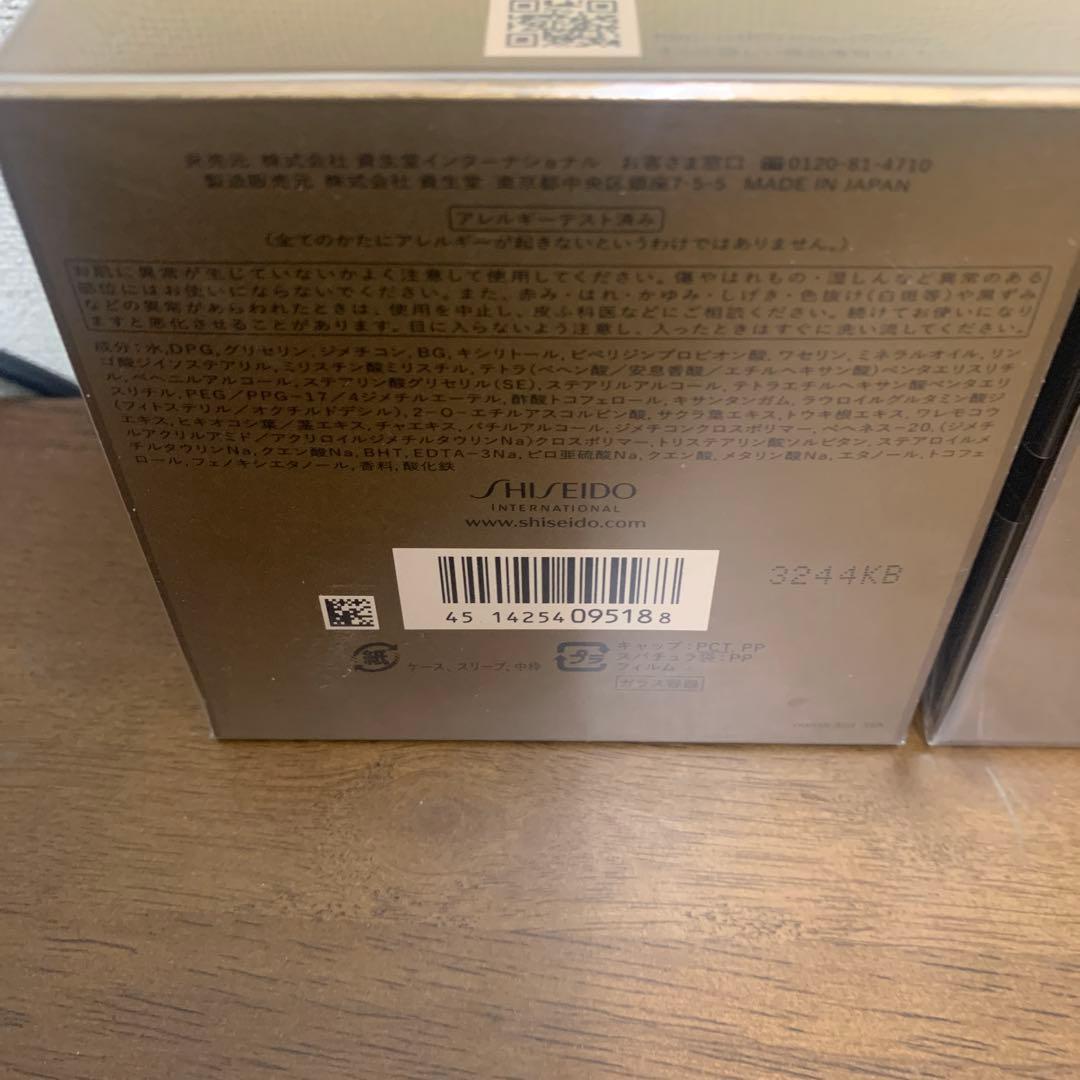 発売元 株式会社 資生堂インターナショナル お客さま窓口 0120-81-4710
製造販売元 株式会社 資生堂 東京都中央区銀座7-5-5 MADE IN JAPAN
アレルギーテスト済み
(全てのかたにアレルギーが起きないというわけではありません。)
お肌に異常が生じていないかよく注意して使用してください。傷やはれもの・湿しんなど異常のある
部位にはお使いにならないでください。また、赤み・はれ・かゆみ・しげき・色抜け(白斑等)や黒ずみ
などの異常があらわれたときは、使用を中止し、皮ふ科医などにご相談ください。続けてお使いになり
ますと悪化させることがあります。目に入らないよう注意し、入ったときはすぐに洗い流してください。
成分:水,DPG,グリセリン,ジメチコン,BG,キシリトール,ピペリジンプロピオン酸,ワセリン,ミネラルオイル,リン
ゴ酸ジイソステアリル,ミリスチン酸ミリスチル,テトラ(ベヘン酸/安息香酸/エチルヘキサン酸)ペンタエリスリチ
ル,ベヘニルアルコール,ステアリン酸グリセリル(SE),ステアリルアルコール,テトラエチルヘキサン酸ペンタエリ
スリチル,PEG/PPG-17/4ジメチルエーテル,酢酸トコフェロール,キサンタンガム,ラウロイルグルタミン酸ジ
(フィトステリル/オクチルドデシル),2-O-エチルアスコルビン酸,サクラ葉エキス,トウキ根エキス,ワレモコウ
エキス,ヒキオコシ葉/茎エキス,チャエキス,バチルアルコール,ジメチコンクロスポリマー,ベヘネス-20,(ジメチ
ルアクリルアミド/アクリロイルジメチルタウリンNa)クロスポリマー,トリステアリン酸ソルビタン,ステアロイルメ
チルタウリンNa,クエン酸Na,BHT,EDTA-3Na,ピロ亜硫酸Na,クエン酸,メタリン酸Na,エタノール,トコフェ
ロール,フェノキシエタノール,香料,酸化鉄
SHISEIDO
INTERNATIONAL
www.shiseido.com
3244KB
45 14254 09518 8
紙 ケース、スリーブ、中枠
プラ キャップ:PCT, PP
スパチュラ袋:PP
フィルム
ガラス容器